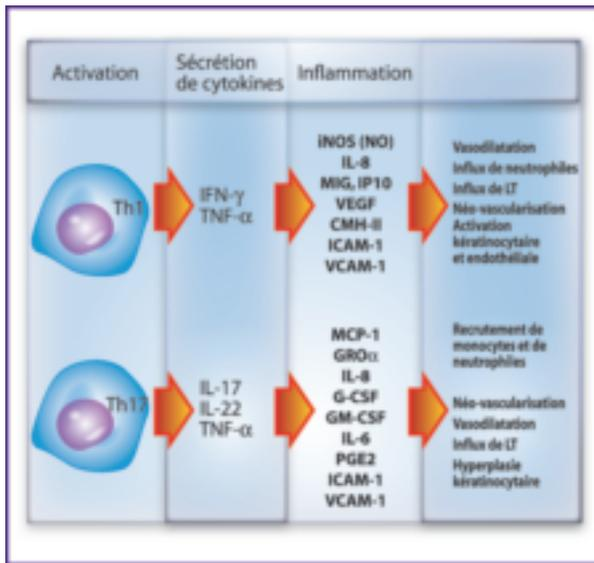 Activation
Sécrétion
de cytokines
Inflammation
Th1
IFN-γ
TNF-α
iNOS (NO)
IL-8
MIG, IP10
VEGF
CMH-II
ICAM-1
VCAM-1
Vasodilatation
Influx de neutrophiles
Influx de LT
Néo-vascularisation
Activation
kératinocytaire
et endothéliale
Th17
IL-17
IL-22
TNF-α
MCP-1
GROα
IL-8
G-CSF
GM-CSF
IL-6
PGE2
ICAM-1
VCAM-1
Recrutement de
monocytes et de
neutrophiles
Néo-vascularisation
Vasodilatation
Influx de LT
Hyperplasie
kératinocytaire